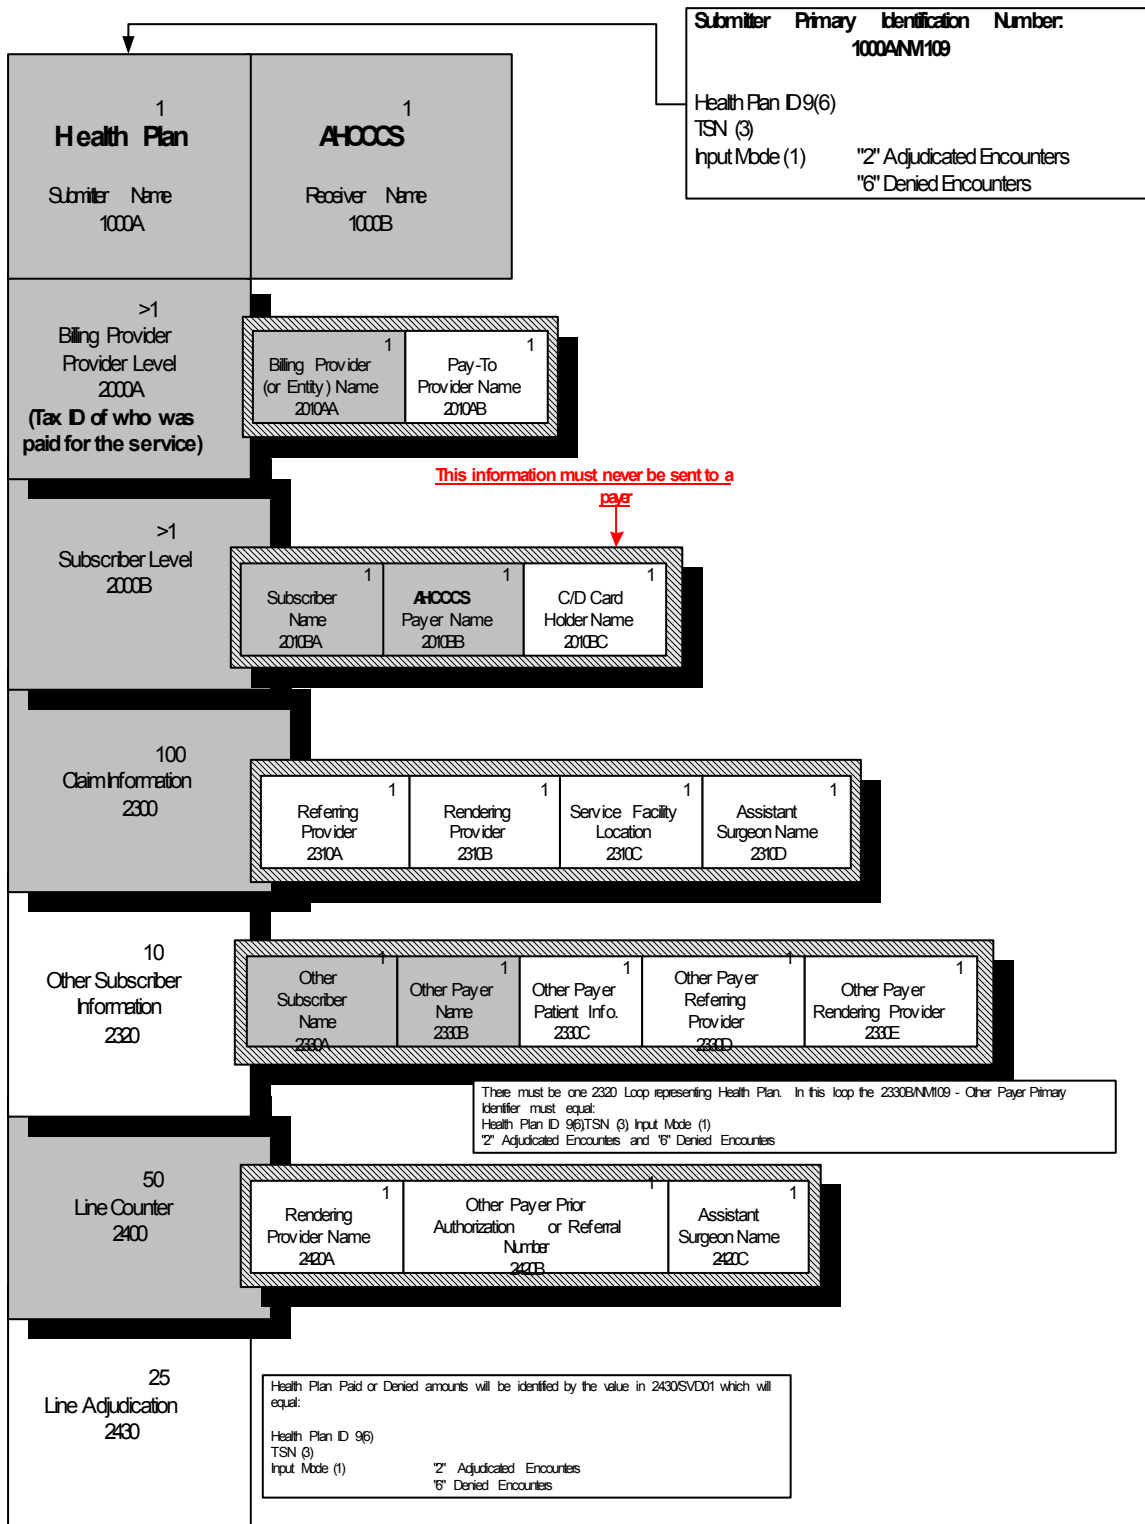 Submitter Primary Identification Number:
1000A/NM109
Health Plan ID 9(6)
TSN (3)
Input Mode (1) "2" Adjudicated Encounters
"6" Denied Encounters
1
Health Plan
Submitter Name
1000A
1
AHCCCS
Receiver Name
1000B
>1
Billing Provider
Provider Level
2000A
(Tax ID of who was
paid for the service)
1
Billing Provider
(or Entity) Name
2010AA
1
Pay-To
Provider Name
2010AB
This information must never be sent to a
payer
>1
Subscriber Level
2000B
1
Subscriber
Name
2010BA
1
AHCCCS
Payer Name
2010BB
1
C/D Card
Holder Name
2010BC
100
Claim Information
2300
1
Referring
Provider
2310A
1
Rendering
Provider
2310B
1
Service Facility
Location
2310C
1
Assistant
Surgeon Name
2310D
10
Other Subscriber
Information
2320
1
Other
Subscriber
Name
2330A
1
Other Payer
Name
2330B
1
Other Payer
Patient Info.
2330C
1
Other Payer
Referring
Provider
2330D
1
Other Payer
Rendering Provider
2330E
There must be one 2320 Loop representing Health Plan. In this loop the 2330B/NM109 - Other Payer Primary
Identifier must equal:
Health Plan ID 9(6),TSN (3), Input Mode (1)
"2" Adjudicated Encounters and "6" Denied Encounters
50
Line Counter
2400
1
Rendering
Provider Name
2420A
1
Other Payer Prior
Authorization or Referral
Number
2420B
1
Assistant
Surgeon Name
2420C
25
Line Adjudication
2430
Health Plan Paid or Denied amounts will be identified by the value in 2430/SVD01 which will
equal:
Health Plan ID 9(6)
TSN (3)
Input Mode (1) "2" Adjudicated Encounters
"6" Denied Encounters